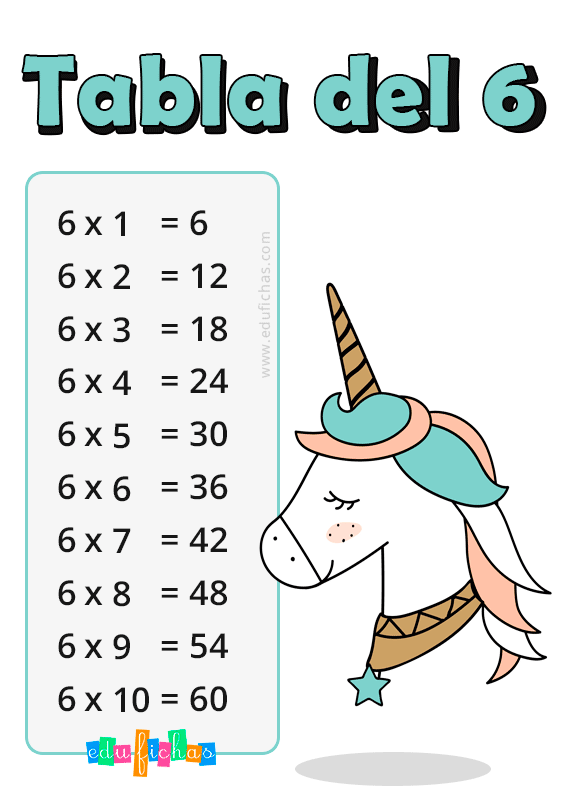 Tabla del 6
6 x 1 = 6
6 x 2 = 12
6 x 3 = 18
6 x 4 = 24
6 x 5 = 30
6 x 6 = 36
6 x 7 = 42
6 x 8 = 48
6 x 9 = 54
6 x 10 = 60
www.edufichas.com
edufichas